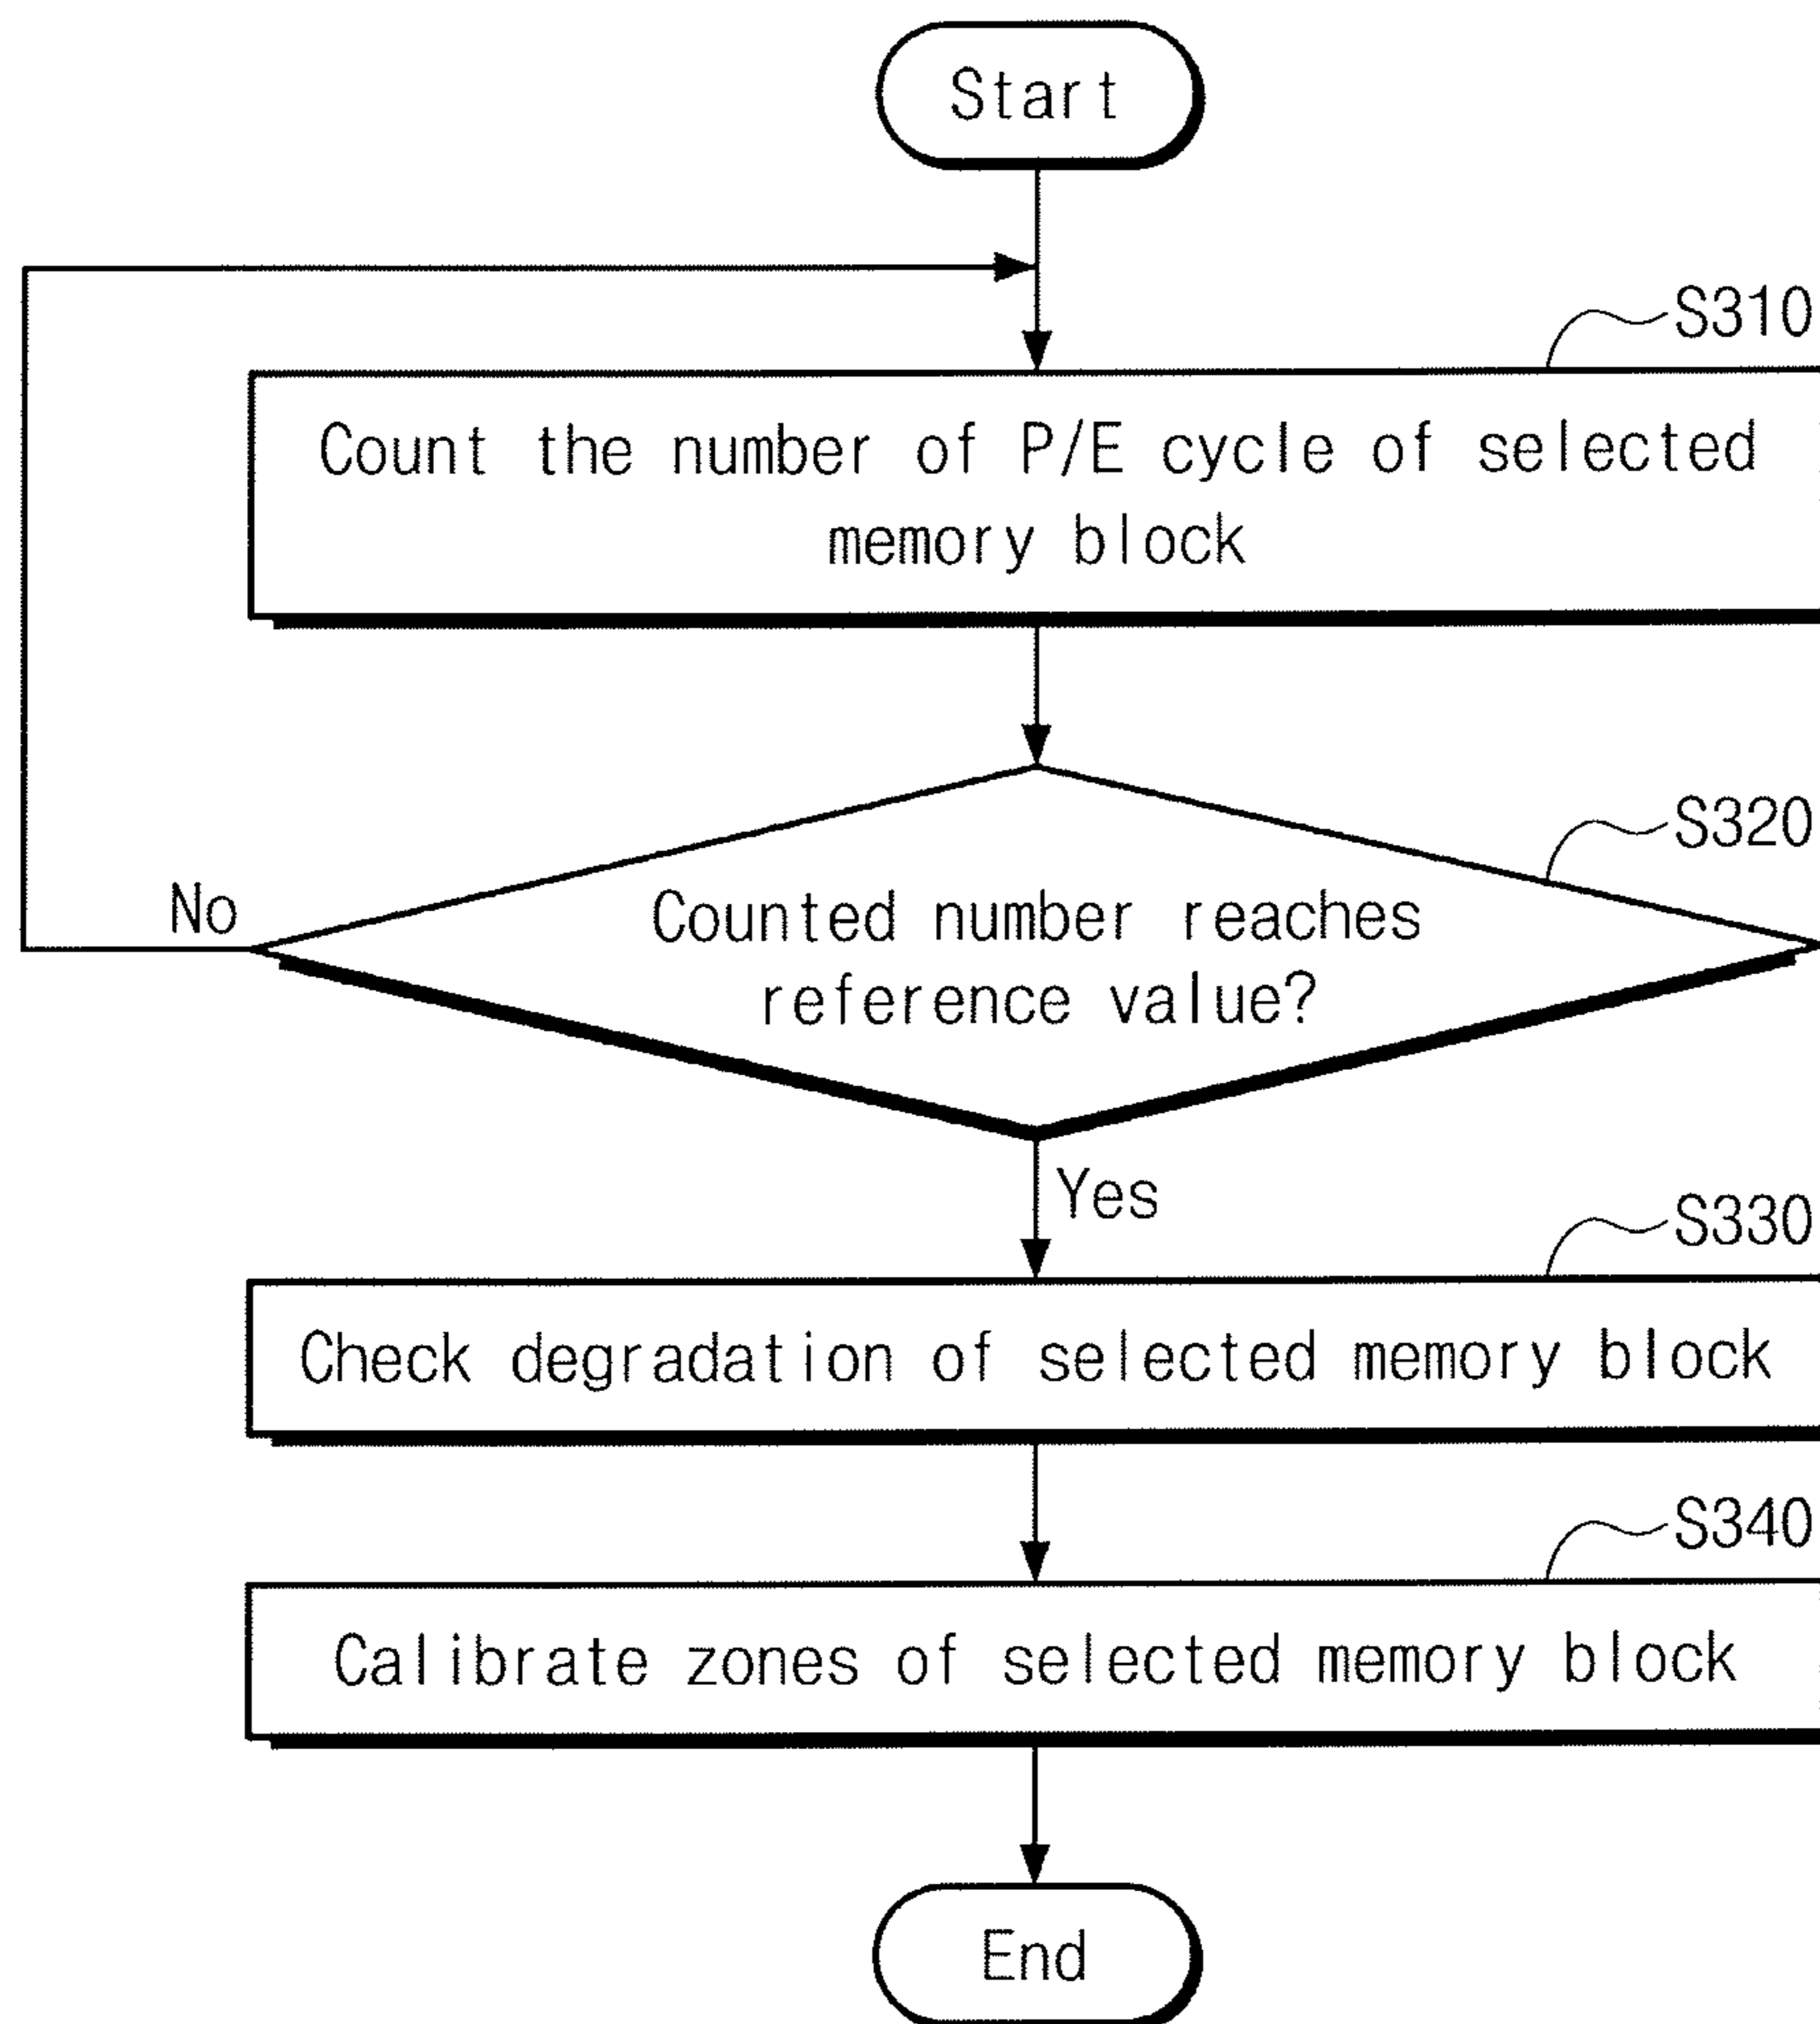 Start
S310
Count the number of P/E cycle of selected
memory block
S320
Counted number reaches
reference value?
No
Yes
S330
Check degradation of selected memory block
S340
Calibrate zones of selected memory block
End